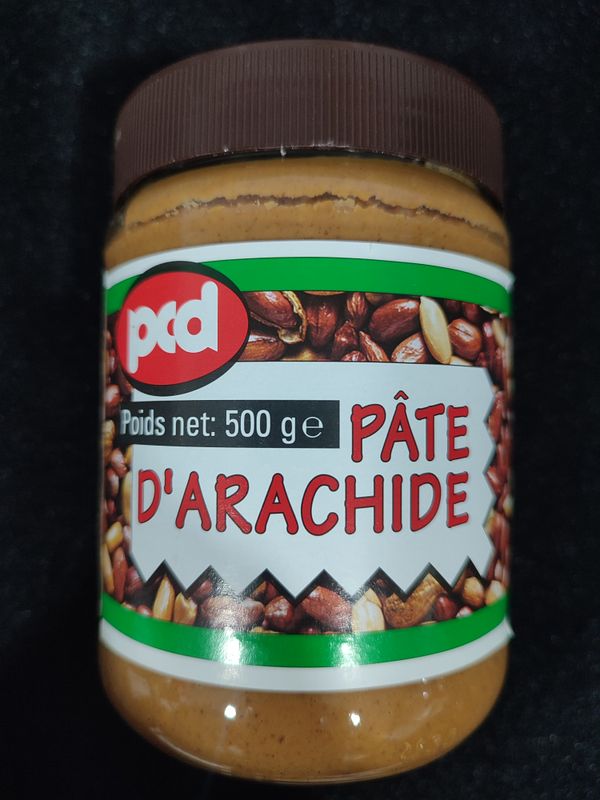 pcd
Poids net: 500 g ℮
PÂTE
D'ARACHIDE